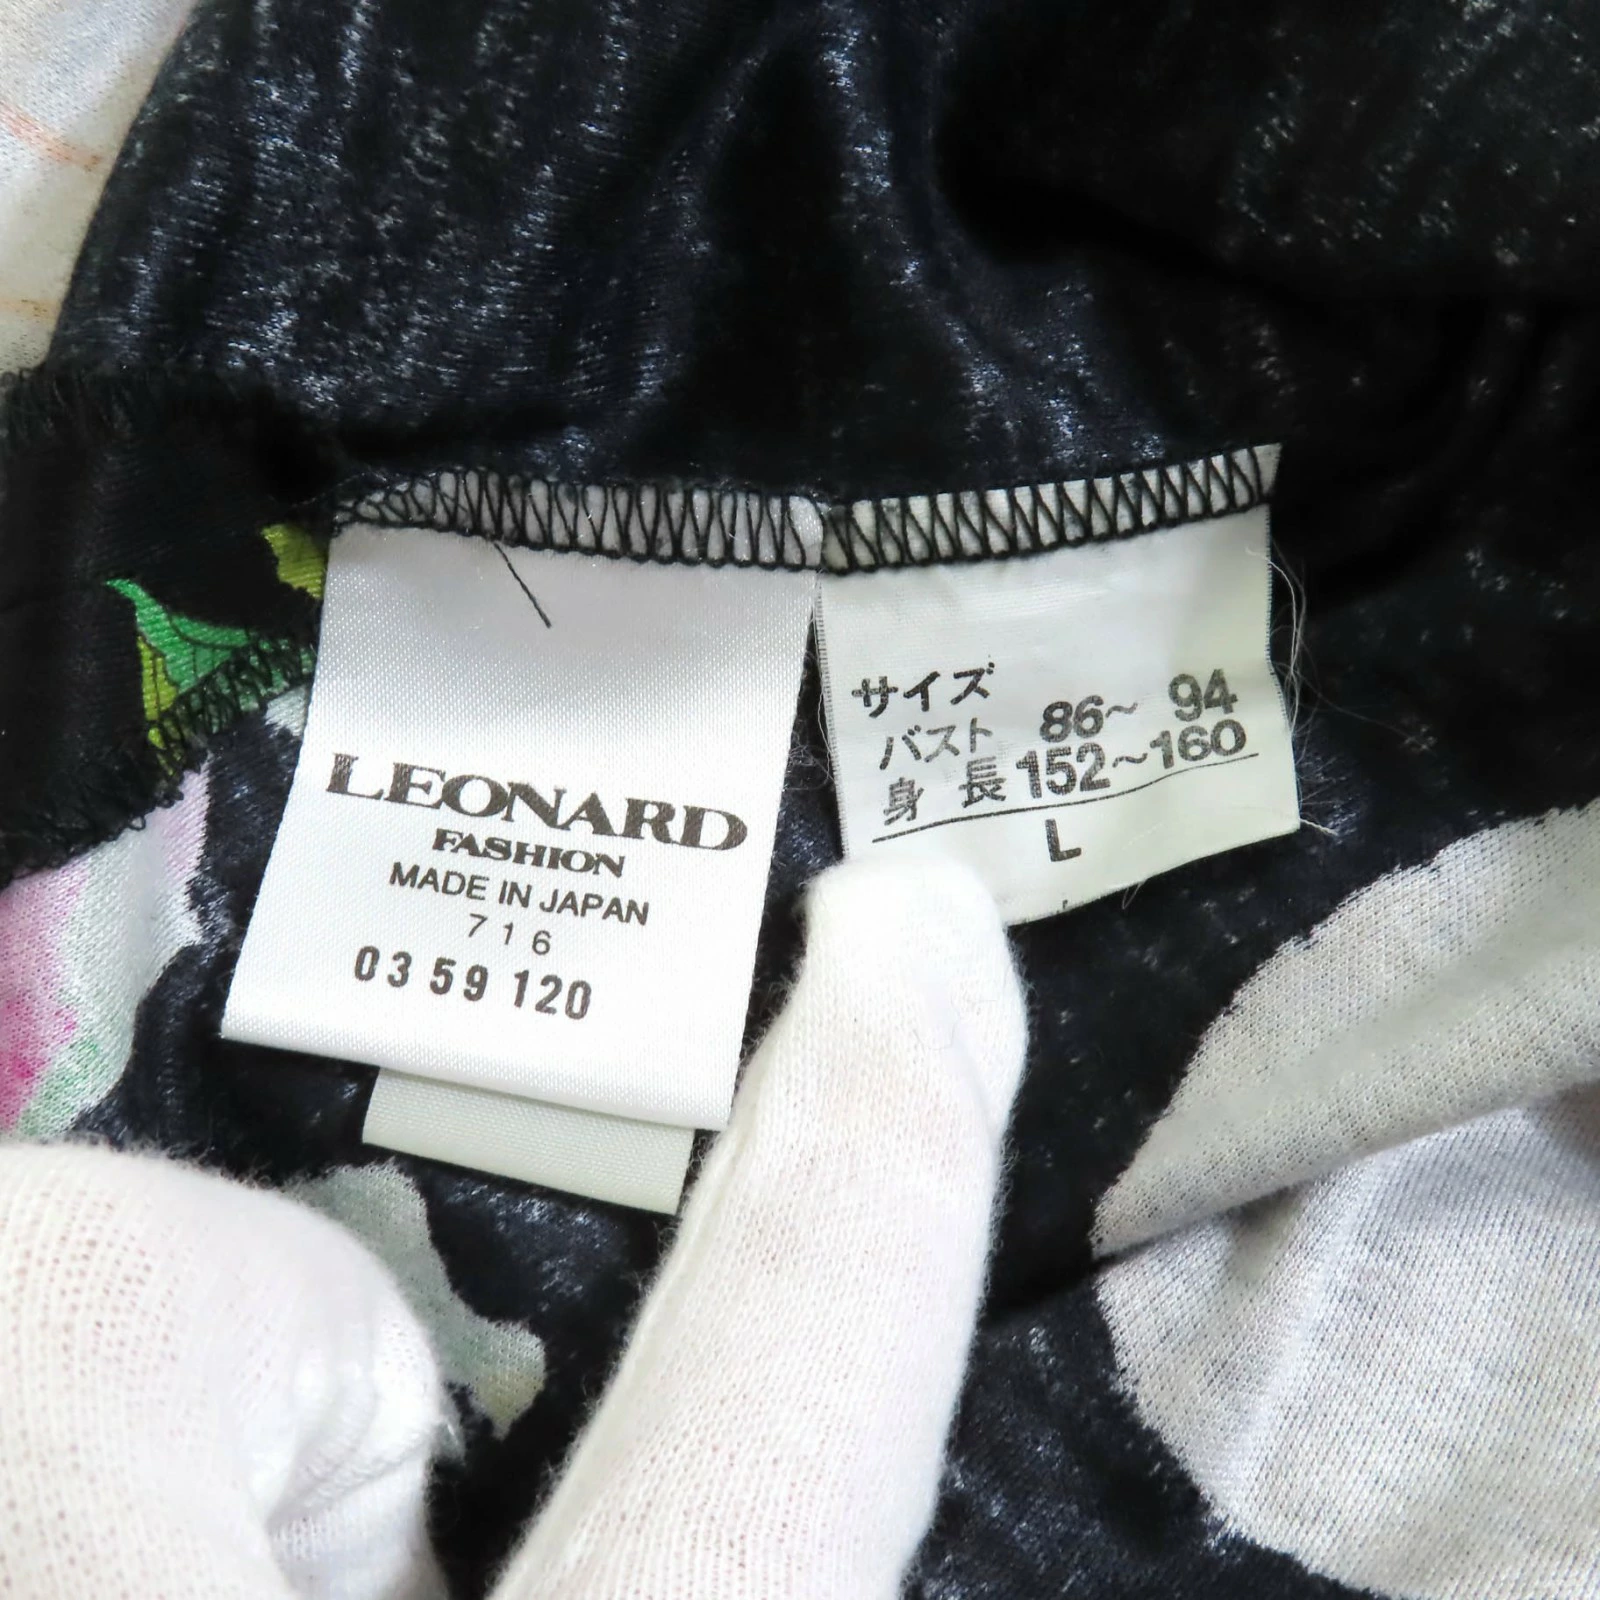 LEONARD
FASHION
MADE IN JAPAN
716
03 59 120
サイズ
バスト 86~ 94
身 長 152~160
L